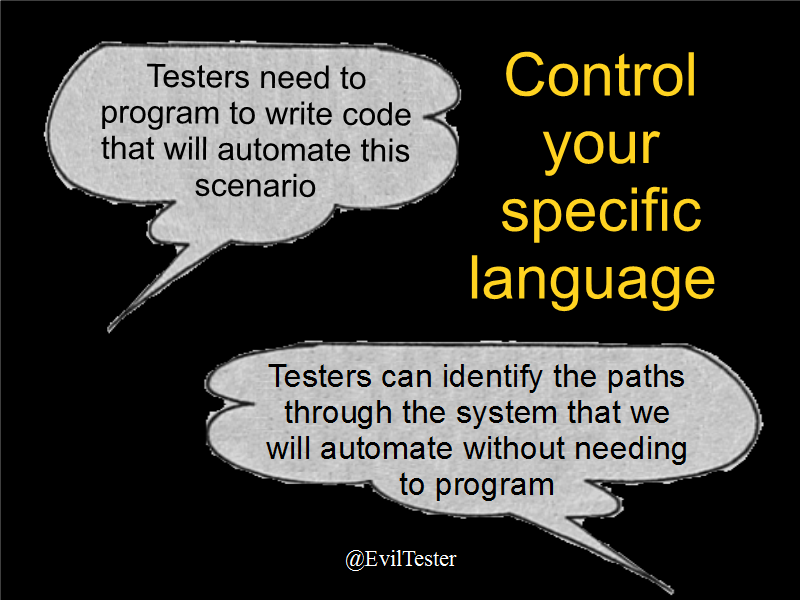 Testers need to
program to write code
that will automate this
scenario
Control
your
specific
language
Testers can identify the paths
through the system that we
will automate without needing
to program
@EvilTester